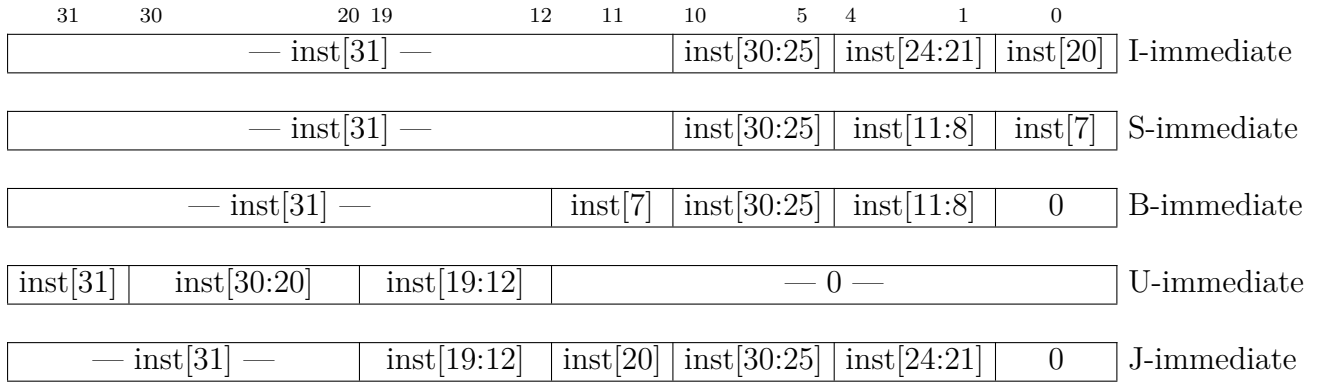 31 30 20 19 12 11 10 5 4 1 0
— inst[31] — inst[30:25] inst[24:21] inst[20] I-immediate
— inst[31] — inst[30:25] inst[11:8] inst[7] S-immediate
— inst[31] — inst[7] inst[30:25] inst[11:8] 0 B-immediate
inst[31] inst[30:20] inst[19:12] — 0 — U-immediate
— inst[31] — inst[19:12] inst[20] inst[30:25] inst[24:21] 0 J-immediate